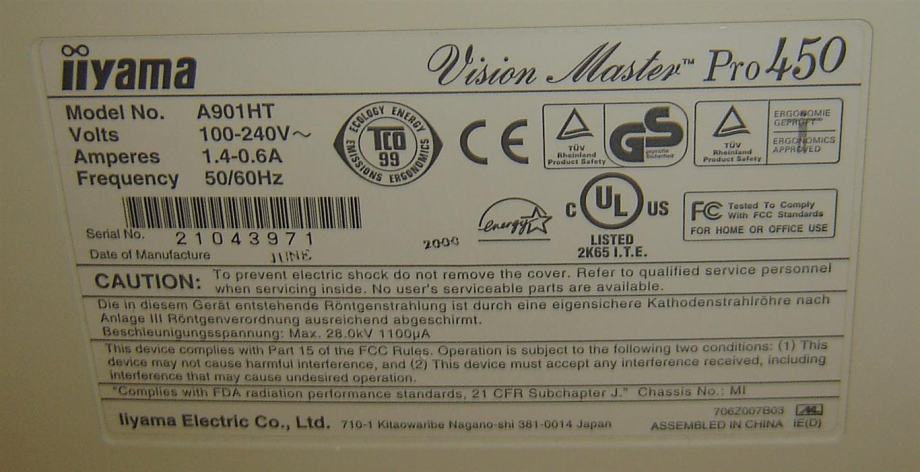 iiyama
Vision Master™ Pro 450
Model No. A901HT
Volts 100-240V~
Amperes 1.4-0.6A
Frequency 50/60Hz
ECOLOGY ENERGY
TCO
99
EMISSIONS ERGONOMICS
CE
TÜV
Rheinland
Product Safety
GS
geprüfte
Sicherheit
TÜV
Rheinland
Product Safety
ERGONOMIE
GEPRÜFT
ERGONOMICS
APPROVED
Serial No. 21043971
Date of Manufacture JUNE 2000
energy
C UL US
LISTED
2K65 I.T.E.
FC Tested To Comply
With FCC Standards
FOR HOME OR OFFICE USE
CAUTION: To prevent electric shock do not remove the cover. Refer to qualified service personnel
when servicing inside. No user's serviceable parts are available.
Die in diesem Gerät entstehende Röntgenstrahlung ist durch eine eigensichere Kathodenstrahlröhre nach
Anlage III Röntgenverordnung ausreichend abgeschirmt.
Beschleunigungsspannung: Max. 28.0kV 1100µA
This device complies with Part 15 of the FCC Rules. Operation is subject to the following two conditions: (1) This
device may not cause harmful interference, and (2) This device must accept any interference received, including
interference that may cause undesired operation.
"Complies with FDA radiation performance standards, 21 CFR Subchapter J." Chassis No.: MI
Iiyama Electric Co., Ltd. 710-1 Kitaowaribe Nagano-shi 381-0014 Japan
706Z007B03
ASSEMBLED IN CHINA IE(D)